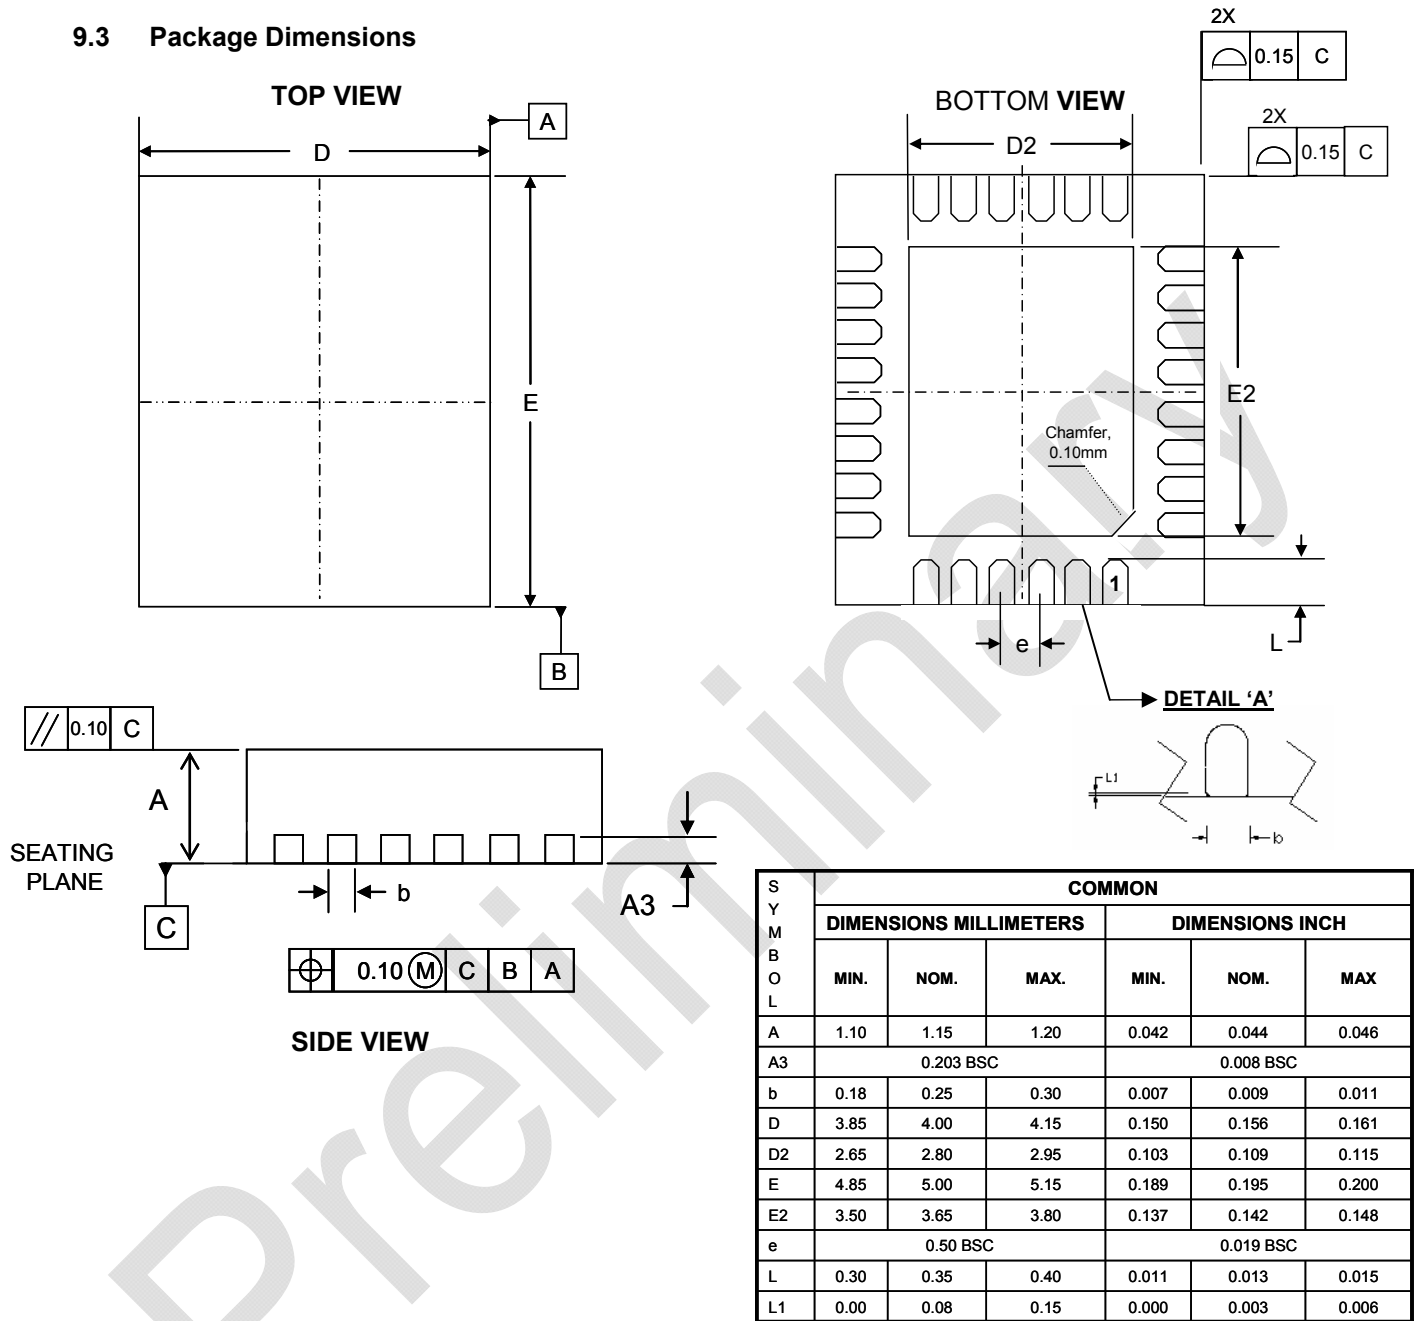 9.3 Package Dimensions
TOP VIEW
A
D
E
B
BOTTOM VIEW
2X
0.15 C
2X
0.15 C
D2
E2
Chamfer,
0.10mm
1
e
L
DETAIL ‘A’
L1
b
// 0.10 C
A
SEATING
PLANE
C
b
A3
0.10 M C B A
SIDE VIEW
SYMBOL COMMON
DIMENSIONS MILLIMETERS DIMENSIONS INCH
MIN. NOM. MAX. MIN. NOM. MAX
A 1.10 1.15 1.20 0.042 0.044 0.046
A3 0.203 BSC 0.008 BSC
b 0.18 0.25 0.30 0.007 0.009 0.011
D 3.85 4.00 4.15 0.150 0.156 0.161
D2 2.65 2.80 2.95 0.103 0.109 0.115
E 4.85 5.00 5.15 0.189 0.195 0.200
E2 3.50 3.65 3.80 0.137 0.142 0.148
e 0.50 BSC 0.019 BSC
L 0.30 0.35 0.40 0.011 0.013 0.015
L1 0.00 0.08 0.15 0.000 0.003 0.006
Preliminary